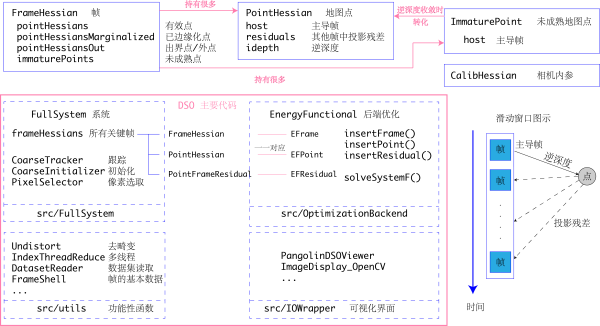 FrameHessian 帧
pointHessians 有效点
pointHessiansMarginalized 已边缘化点
pointHessiansOut 出界点/外点
immaturePoints 未成熟点
持有很多
PointHessian 地图点
host 主导帧
residuals 其他帧中投影残差
idepth 逆深度
逆深度收敛时
转化
ImmaturePoint 未成熟地图点
host 主导帧
持有很多
CalibHessian 相机内参
DSO 主要代码
FullSystem 系统
frameHessians 所有关键帧
CoarseTracker 跟踪
CoarseInitializer 初始化
PixelSelector 像素选取
src/FullSystem
FrameHessian
PointHessian
PointFrameResidual
对应
EnergyFunctional 后端优化
EFFrame
EFPoint
EFResidual
insertFrame()
insertPoint()
insertResidual()
solveSystemF()
src/OptimizationBackend
Undistort 去畸变
IndexThreadReduce 多线程
DatasetReader 数据集读取
FrameShell 帧的基本数据
...
src/utils 功能性函数
PangolinDSOViewer
ImageDisplay_OpenCV
...
src/IOWrapper 可视化界面
滑动窗口图示
帧
主导帧
逆深度
点
帧
投影残差
帧
时间